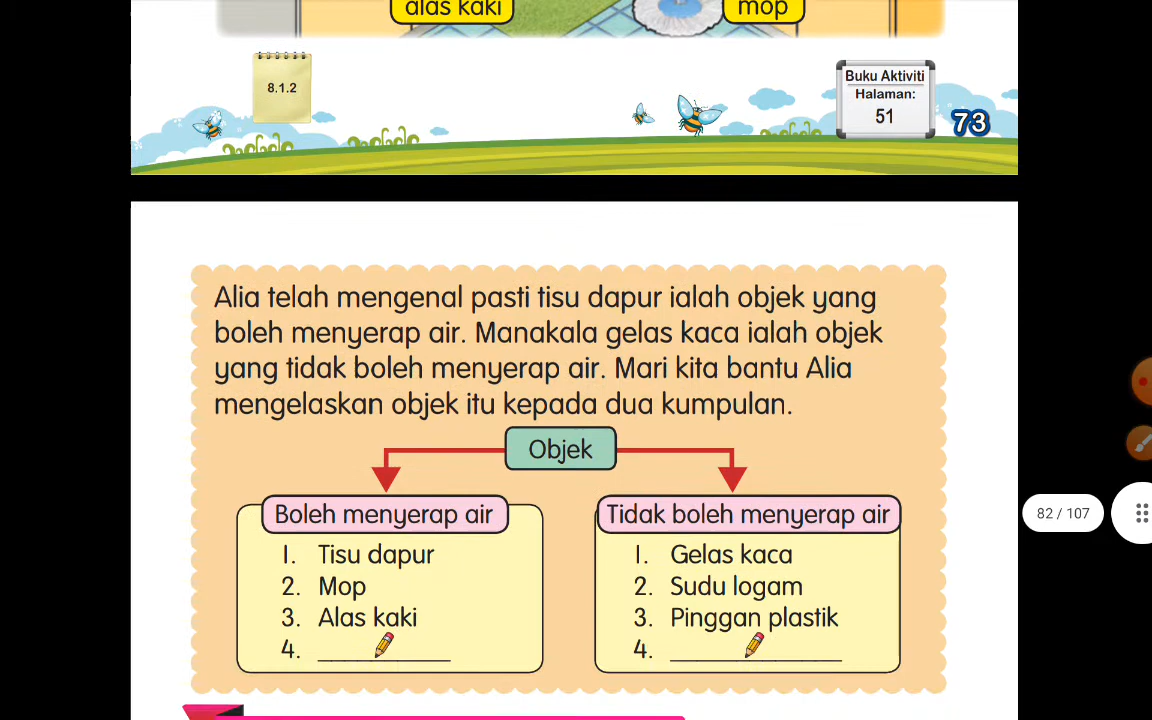 alas kaki
mop
8.1.2
Buku Aktiviti
Halaman:
51
73
Alia telah mengenal pasti tisu dapur ialah objek yang
boleh menyerap air. Manakala gelas kaca ialah objek
yang tidak boleh menyerap air. Mari kita bantu Alia
mengelaskan objek itu kepada dua kumpulan.
Objek
Boleh menyerap air
1. Tisu dapur
2. Mop
3. Alas kaki
4. __________
Tidak boleh menyerap air
1. Gelas kaca
2. Sudu logam
3. Pinggan plastik
4. _____________
82 / 107